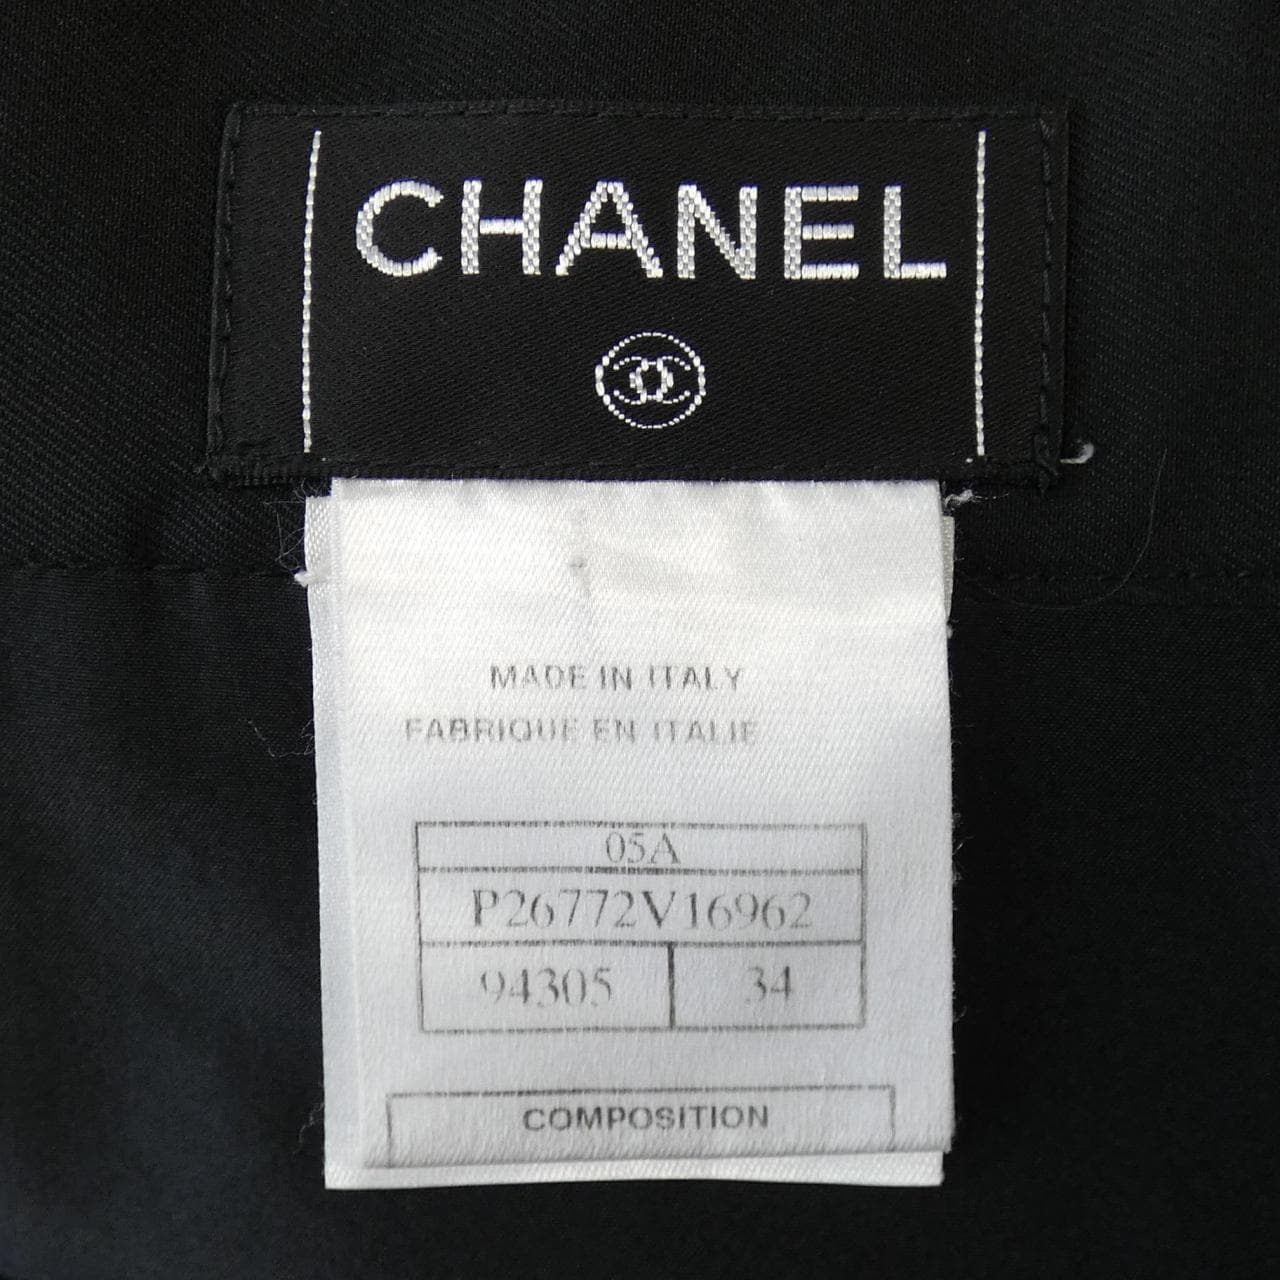 CHANEL
MADE IN ITALY
FABRIQUE EN ITALIE
05A
P26772V16962
94305 34
COMPOSITION